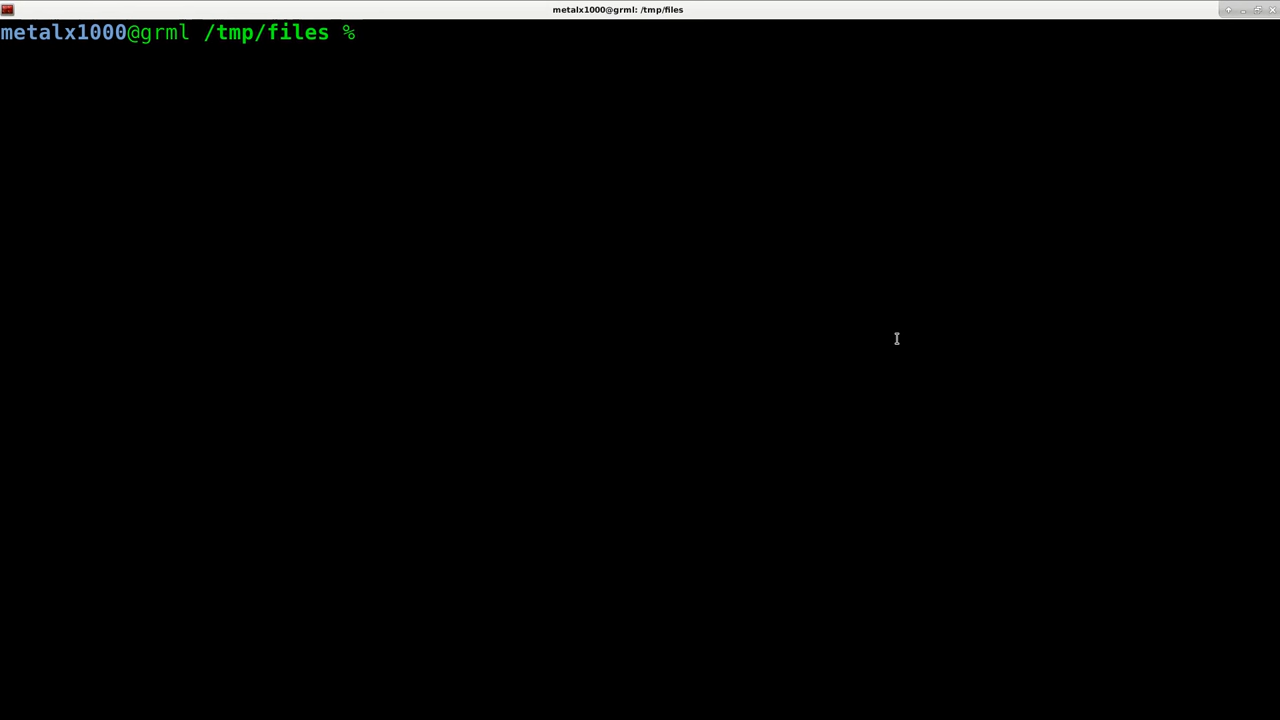 metalx1000@grml: /tmp/files
metalx1000@grml /tmp/files %